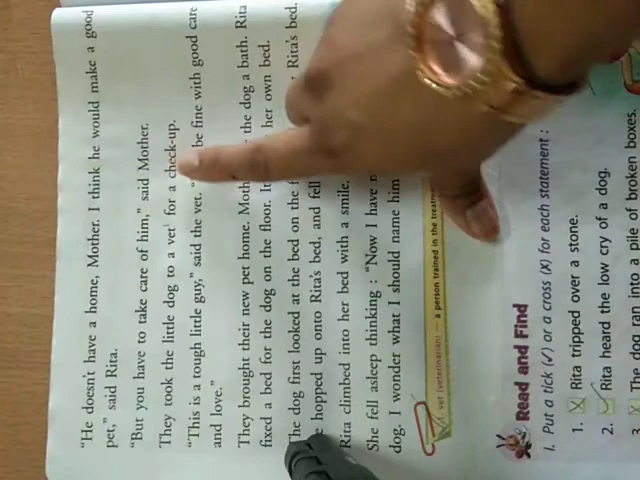 "He doesn't have a home, Mother. I think he would make a good
pet," said Rita.
"But you have to take care of him," said Mother.
They took the little dog to a vet for a check-up.
"This is a tough little guy," said the vet. be fine with good care
and love."
They brought their new pet home. the dog a bath. Rita
fixed a bed for the dog on the floor. her own bed.
The dog first looked at the bed on the Rita's bed.
hopped up onto Rita's bed, and fell
Rita climbed into her bed with a smile.
She fell asleep thinking : "Now I have
dog, I wonder what I should name him
1. vet (veterinarian) — a person trained in the
Read and Find
I. Put a tick (✓) or a cross (X) for each statement :
1. X Rita tripped over a stone.
2. ✓ Rita heard the low cry of a dog.
3. X The dog ran into a pile of broken boxes.